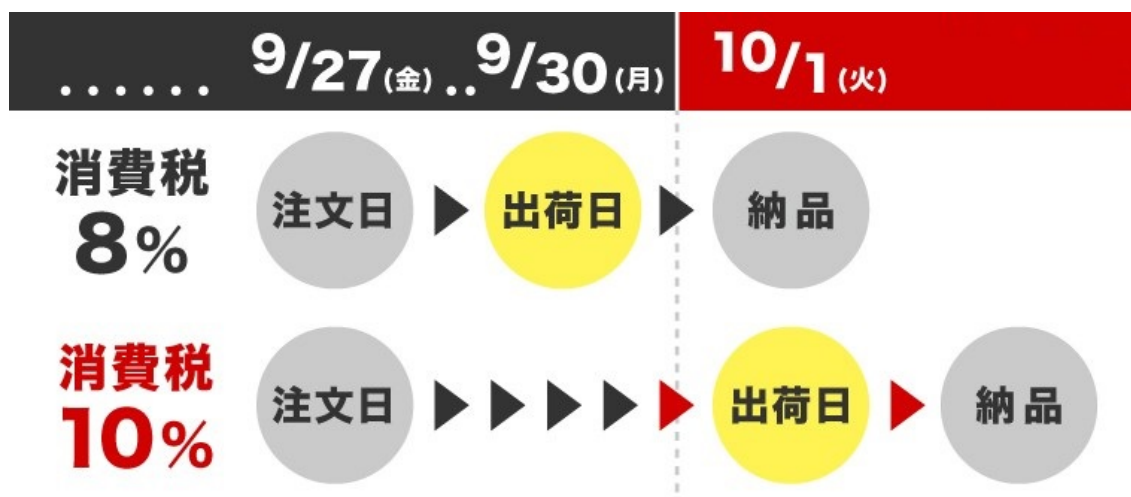 ...... 9/27(金)..9/30(月) 10/1(火)
消費税
8%
注文日 出荷日 納品
消費税
10%
注文日 出荷日 納品